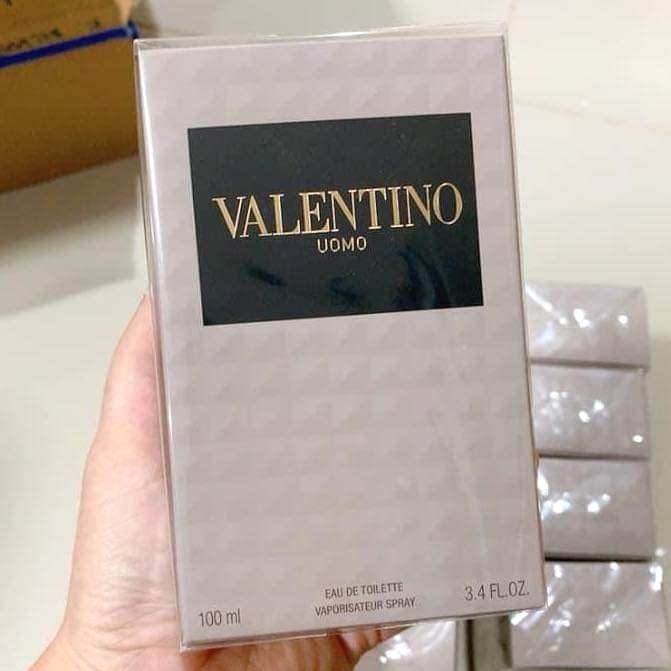 VALENTINO
UOMO
EAU DE TOILETTE
VAPORISATEUR SPRAY
100 ml
3.4 FL.OZ.